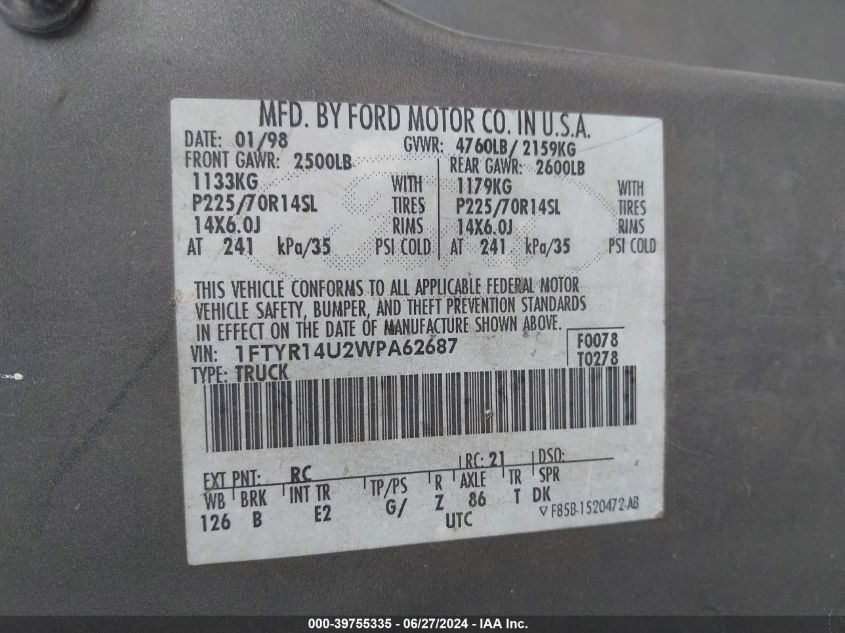 MFD. BY FORD MOTOR CO. IN U.S.A.
DATE: 01/98 GVWR: 4760LB/ 2159KG
FRONT GAWR: 2500LB REAR GAWR: 2600LB
1133KG WITH 1179KG WITH
P225/70R14SL TIRES P225/70R14SL TIRES
14X6.0J RIMS 14X6.0J RIMS
AT 241 kPa/35 PSI COLD AT 241 kPa/35 PSI COLD
THIS VEHICLE CONFORMS TO ALL APPLICABLE FEDERAL MOTOR
VEHICLE SAFETY, BUMPER, AND THEFT PREVENTION STANDARDS
IN EFFECT ON THE DATE OF MANUFACTURE SHOWN ABOVE.
VIN: 1FTYR14U2WPA62687 F0078
TYPE: TRUCK T0278
EXT PNT: RC RC: 21 DSO:
WB BRK INT TR TP/PS R AXLE TR SPR
126 B E2 G/ Z 86 T DK
UTC ▽ F85B-1520472-AB
000-39755335 - 06/27/2024 - IAA Inc.